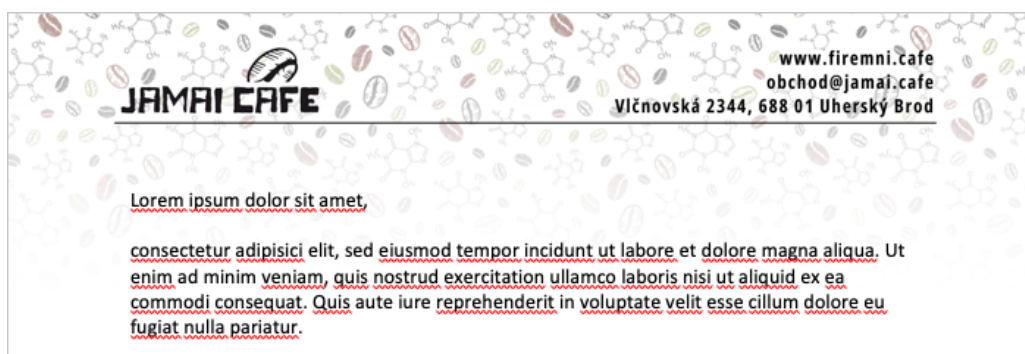 JAMAI CAFE
www.firemni.cafe
obchod@jamai.cafe
Vlčnovská 2344, 688 01 Uherský Brod
Lorem ipsum dolor sit amet,
consectetur adipisici elit, sed eiusmod tempor incidunt ut labore et dolore magna aliqua. Ut
enim ad minim veniam, quis nostrud exercitation ullamco laboris nisi ut aliquid ex ea
commodi consequat. Quis aute iure reprehenderit in voluptate velit esse cillum dolore eu
fugiat nulla pariatur.